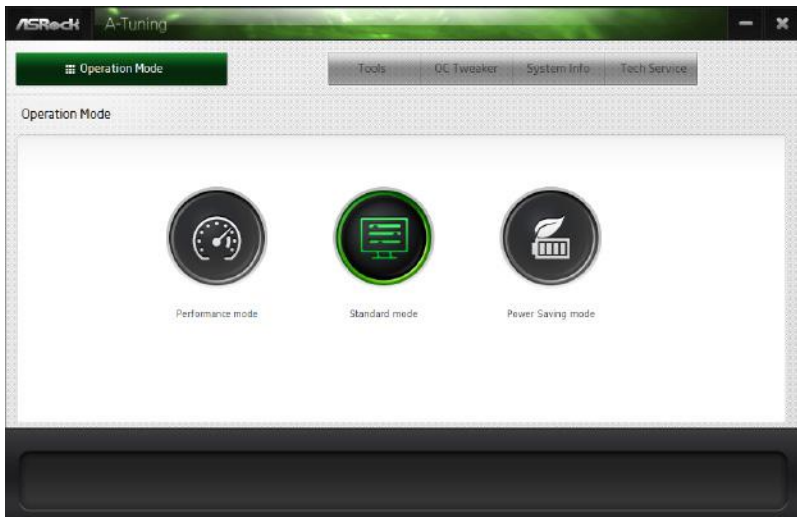 ASRock A-Tuning
Operation Mode Tools OC Tweaker System Info Tech Service
Operation Mode
Performance mode Standard mode Power Saving mode